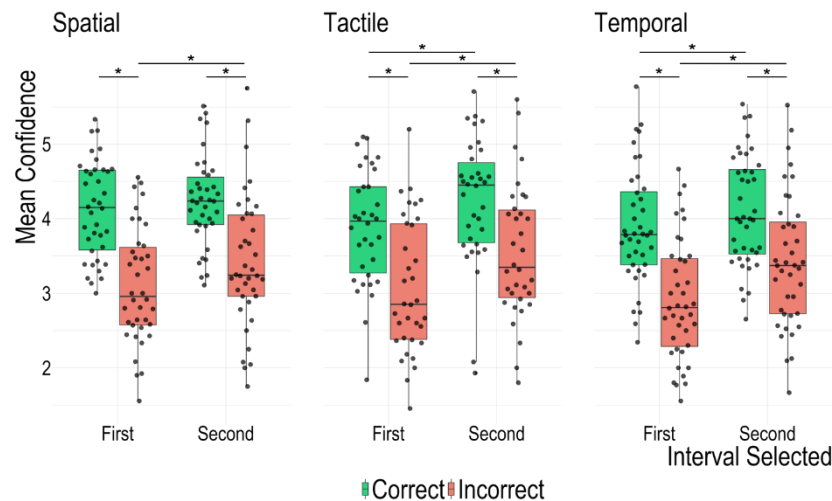 Spatial
Tactile
Temporal
*
*
*
*
*
*
*
*
*
*
*
Mean Confidence
5
4
3
2
First
Second
First
Second
First
Second
Interval Selected
Correct
Incorrect